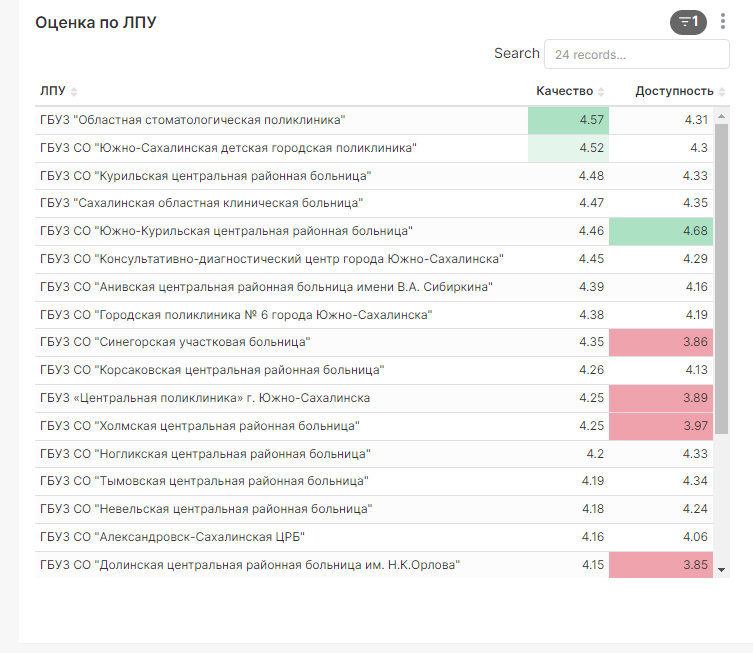 Оценка по ЛПУ
1
Search 24 records...
ЛПУ Качество Доступность
ГБУЗ "Областная стоматологическая поликлиника" 4.57 4.31
ГБУЗ СО "Южно-Сахалинская детская городская поликлиника" 4.52 4.3
ГБУЗ СО "Курильская центральная районная больница" 4.48 4.33
ГБУЗ "Сахалинская областная клиническая больница" 4.47 4.35
ГБУЗ СО "Южно-Курильская центральная районная больница" 4.46 4.68
ГБУЗ СО "Консультативно-диагностический центр города Южно-Сахалинска" 4.45 4.29
ГБУЗ СО "Анивская центральная районная больница имени В.А. Сибиркина" 4.39 4.16
ГБУЗ СО "Городская поликлиника № 6 города Южно-Сахалинска" 4.38 4.19
ГБУЗ СО "Синегорская участковая больница" 4.35 3.86
ГБУЗ СО "Корсаковская центральная районная больница" 4.26 4.13
ГБУЗ «Центральная поликлиника» г. Южно-Сахалинска 4.25 3.89
ГБУЗ СО "Холмская центральная районная больница" 4.25 3.97
ГБУЗ СО "Ногликская центральная районная больница" 4.2 4.33
ГБУЗ СО "Тымовская центральная районная больница" 4.19 4.34
ГБУЗ СО "Невельская центральная районная больница" 4.18 4.24
ГБУЗ СО "Александровск-Сахалинская ЦРБ" 4.16 4.06
ГБУЗ СО "Долинская центральная районная больница им. Н.К.Орлова" 4.15 3.85